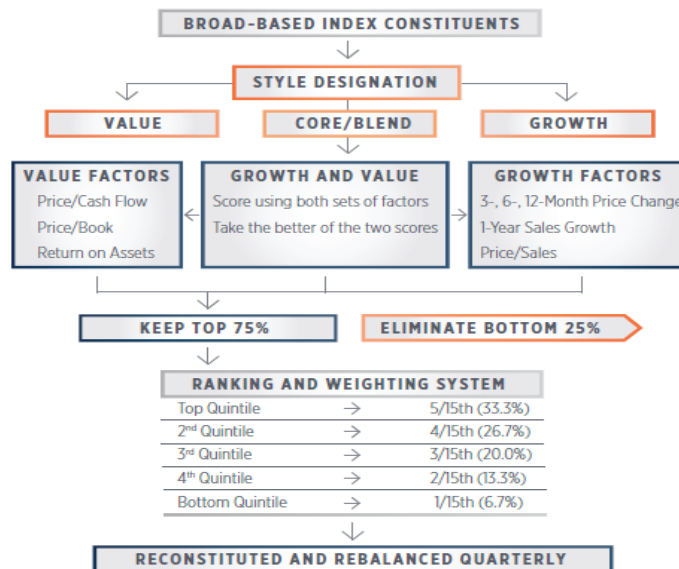 BROAD-BASED INDEX CONSTITUENTS
STYLE DESIGNATION
VALUE
CORE/BLEND
GROWTH
VALUE FACTORS
Price/Cash Flow
Price/Book
Return on Assets
GROWTH AND VALUE
Score using both sets of factors
Take the better of the two scores
GROWTH FACTORS
3-, 6-, 12-Month Price Change
1-Year Sales Growth
Price/Sales
KEEP TOP 75%
ELIMINATE BOTTOM 25%
RANKING AND WEIGHTING SYSTEM
Top Quintile → 5/15th (33.3%)
2nd Quintile → 4/15th (26.7%)
3rd Quintile → 3/15th (20.0%)
4th Quintile → 2/15th (13.3%)
Bottom Quintile → 1/15th (6.7%)
RECONSTITUTED AND REBALANCED QUARTERLY